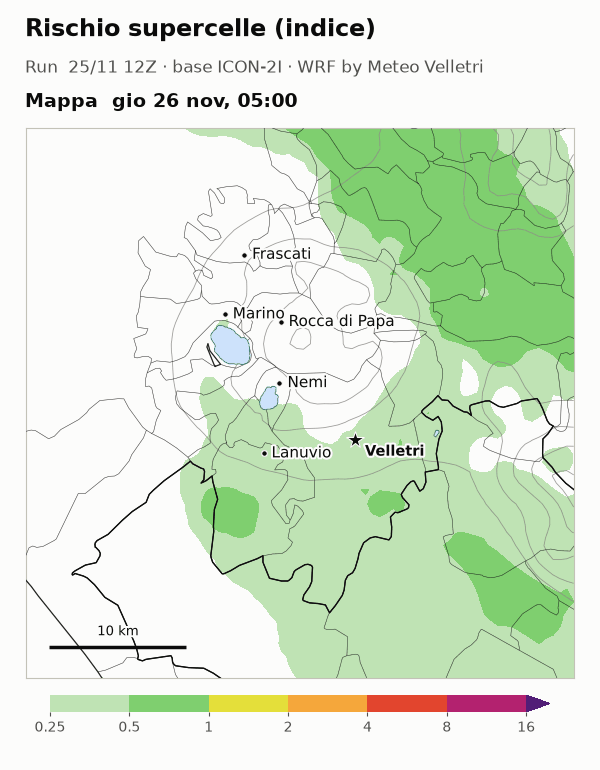 Rischio supercelle (indice)
Run  25/11 12Z · base ICON-2I · WRF by Meteo Velletri
Mappa  gio 26 nov, 05:00
Frascati
Marino
Rocca di Papa
Nemi
Velletri
Lanuvio
10 km
0.25 0.5 1 2 4 8 16